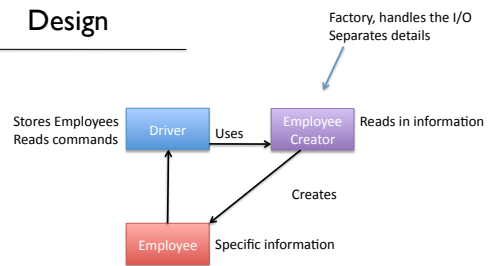 Design
Factory, handles the I/O
Separates details
Stores Employees
Reads commands
Driver
Uses
Employee
Creator
Reads in information
Creates
Employee
Specific information